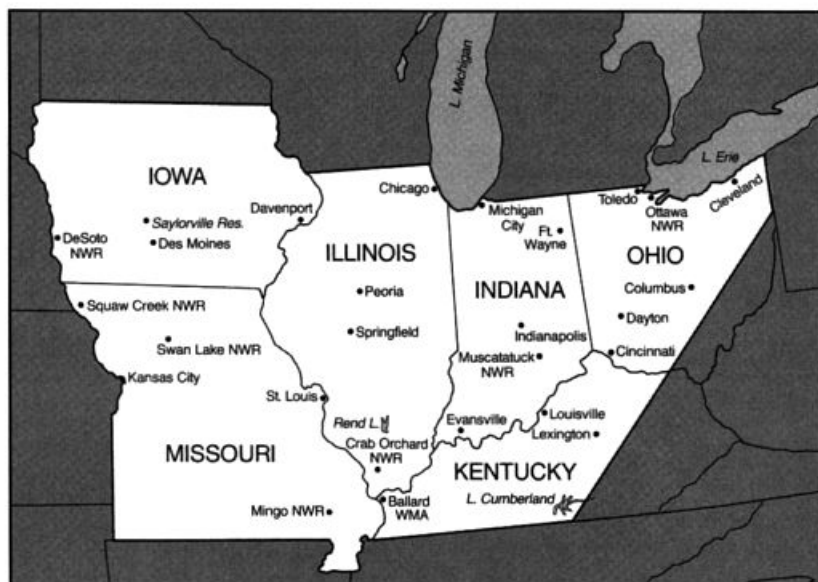 L. Michigan
L. Erie
IOWA
Chicago
Toledo
Cleveland
Davenport
Michigan
City
Ottawa
NWR
Saylorville Res.
Ft.
Wayne
DeSoto
NWR
Des Moines
ILLINOIS
OHIO
Peoria
INDIANA
Columbus
Squaw Creek NWR
Springfield
Indianapolis
Dayton
Swan Lake NWR
Muscatatuck
NWR
Cincinnati
Kansas City
St. Louis
Rend L.
Evansville
Louisville
Lexington
MISSOURI
Crab Orchard
NWR
KENTUCKY
Ballard
WMA
L. Cumberland
Mingo NWR